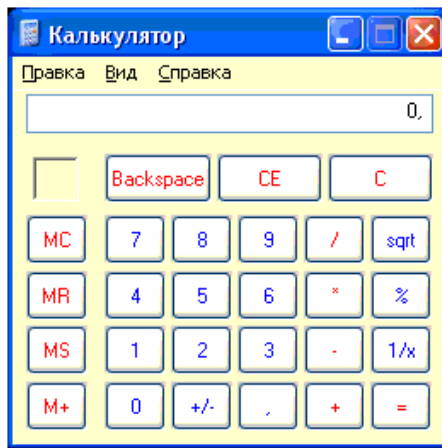 Калькулятор
Правка Вид Справка
0,
Backspace CE C
MC 7 8 9 / sqrt
MR 4 5 6 * %
MS 1 2 3 - 1/x
M+ 0 +/- , + =